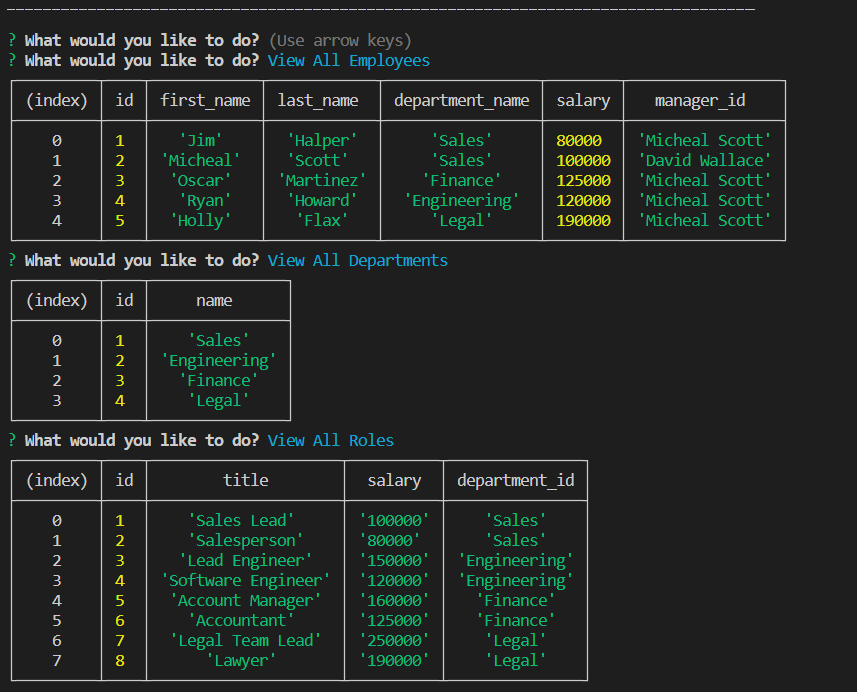 ? What would you like to do? (Use arrow keys)
? What would you like to do? View All Employees
(index) id first_name last_name department_name salary manager_id
0 1 'Jim' 'Halper' 'Sales' 80000 'Micheal Scott'
1 2 'Micheal' 'Scott' 'Sales' 100000 'David Wallace'
2 3 'Oscar' 'Martinez' 'Finance' 125000 'Micheal Scott'
3 4 'Ryan' 'Howard' 'Engineering' 120000 'Micheal Scott'
4 5 'Holly' 'Flax' 'Legal' 190000 'Micheal Scott'
? What would you like to do? View All Departments
(index) id name
0 1 'Sales'
1 2 'Engineering'
2 3 'Finance'
3 4 'Legal'
? What would you like to do? View All Roles
(index) id title salary department_id
0 1 'Sales Lead' '100000' 'Sales'
1 2 'Salesperson' '80000' 'Sales'
2 3 'Lead Engineer' '150000' 'Engineering'
3 4 'Software Engineer' '120000' 'Engineering'
4 5 'Account Manager' '160000' 'Finance'
5 6 'Accountant' '125000' 'Finance'
6 7 'Legal Team Lead' '250000' 'Legal'
7 8 'Lawyer' '190000' 'Legal'